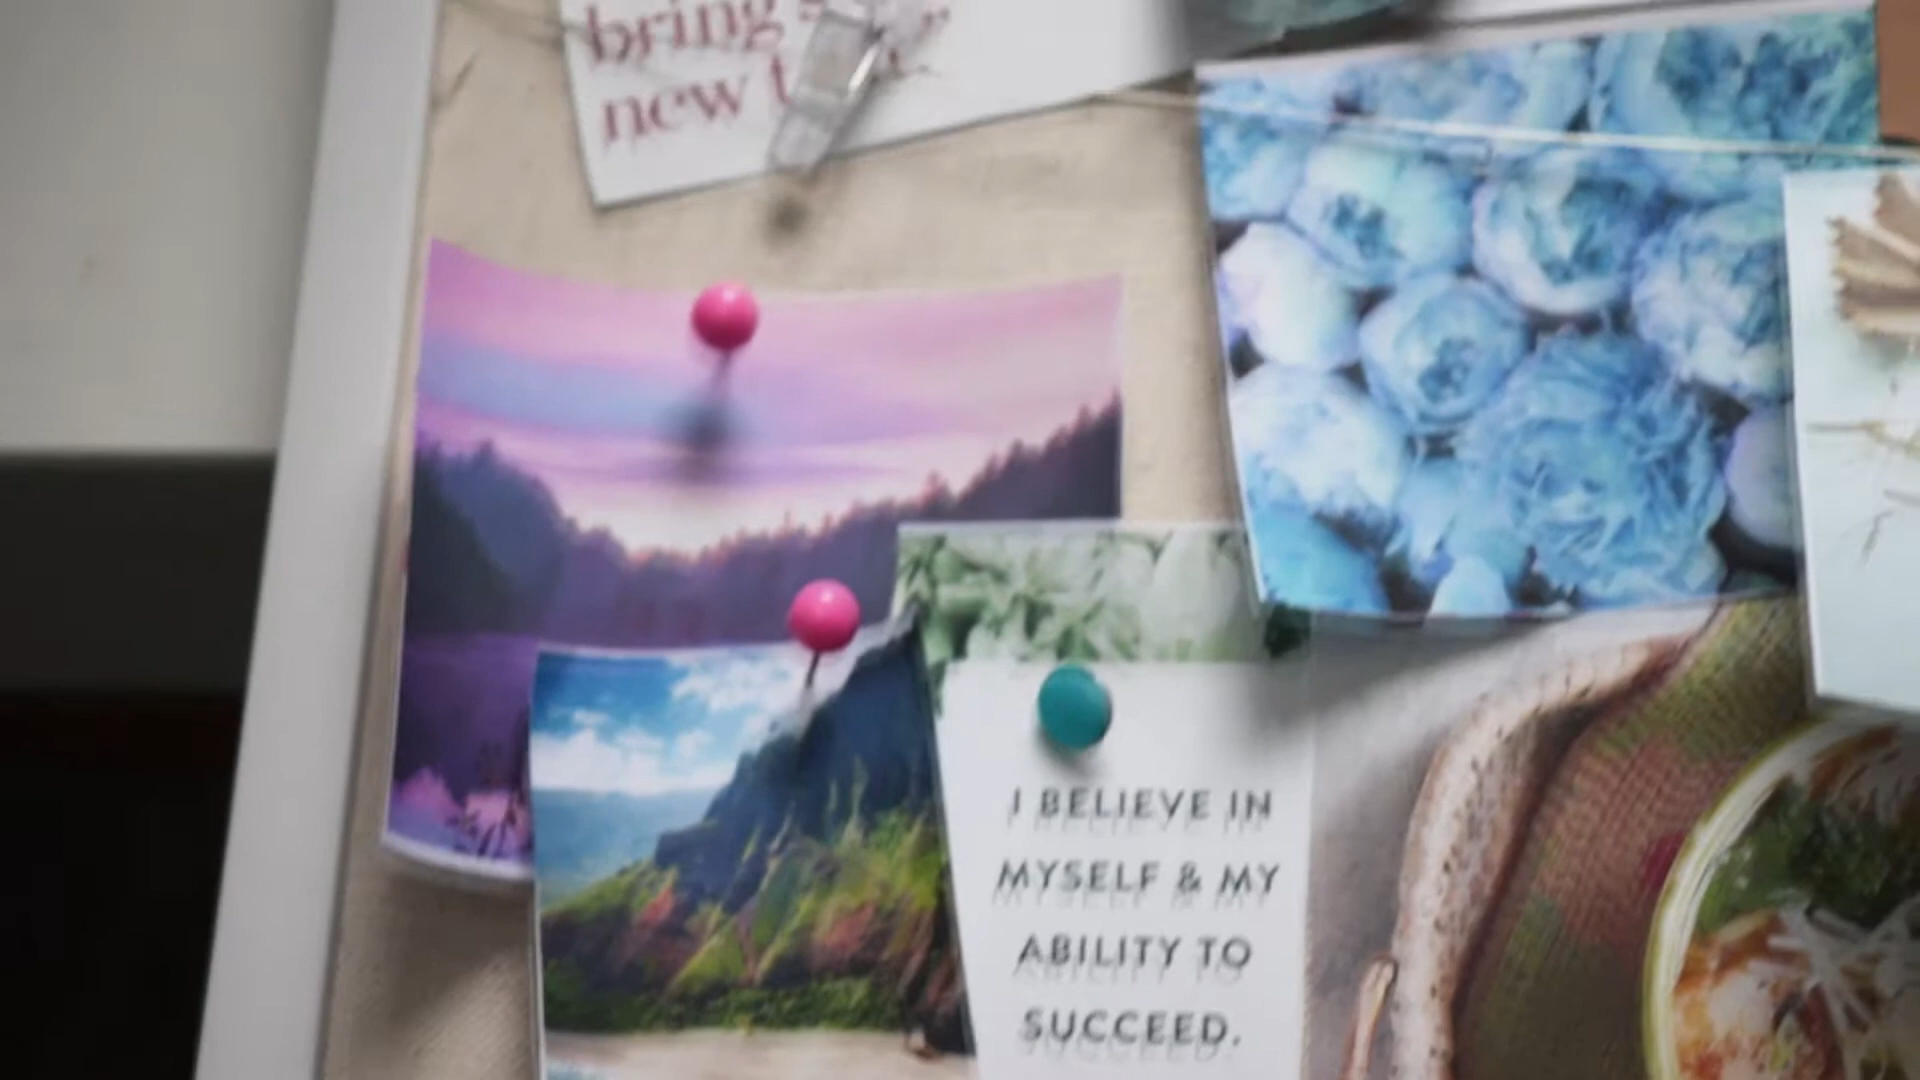 bring
new
I BELIEVE IN
MYSELF & MY
ABILITY TO
SUCCEED.